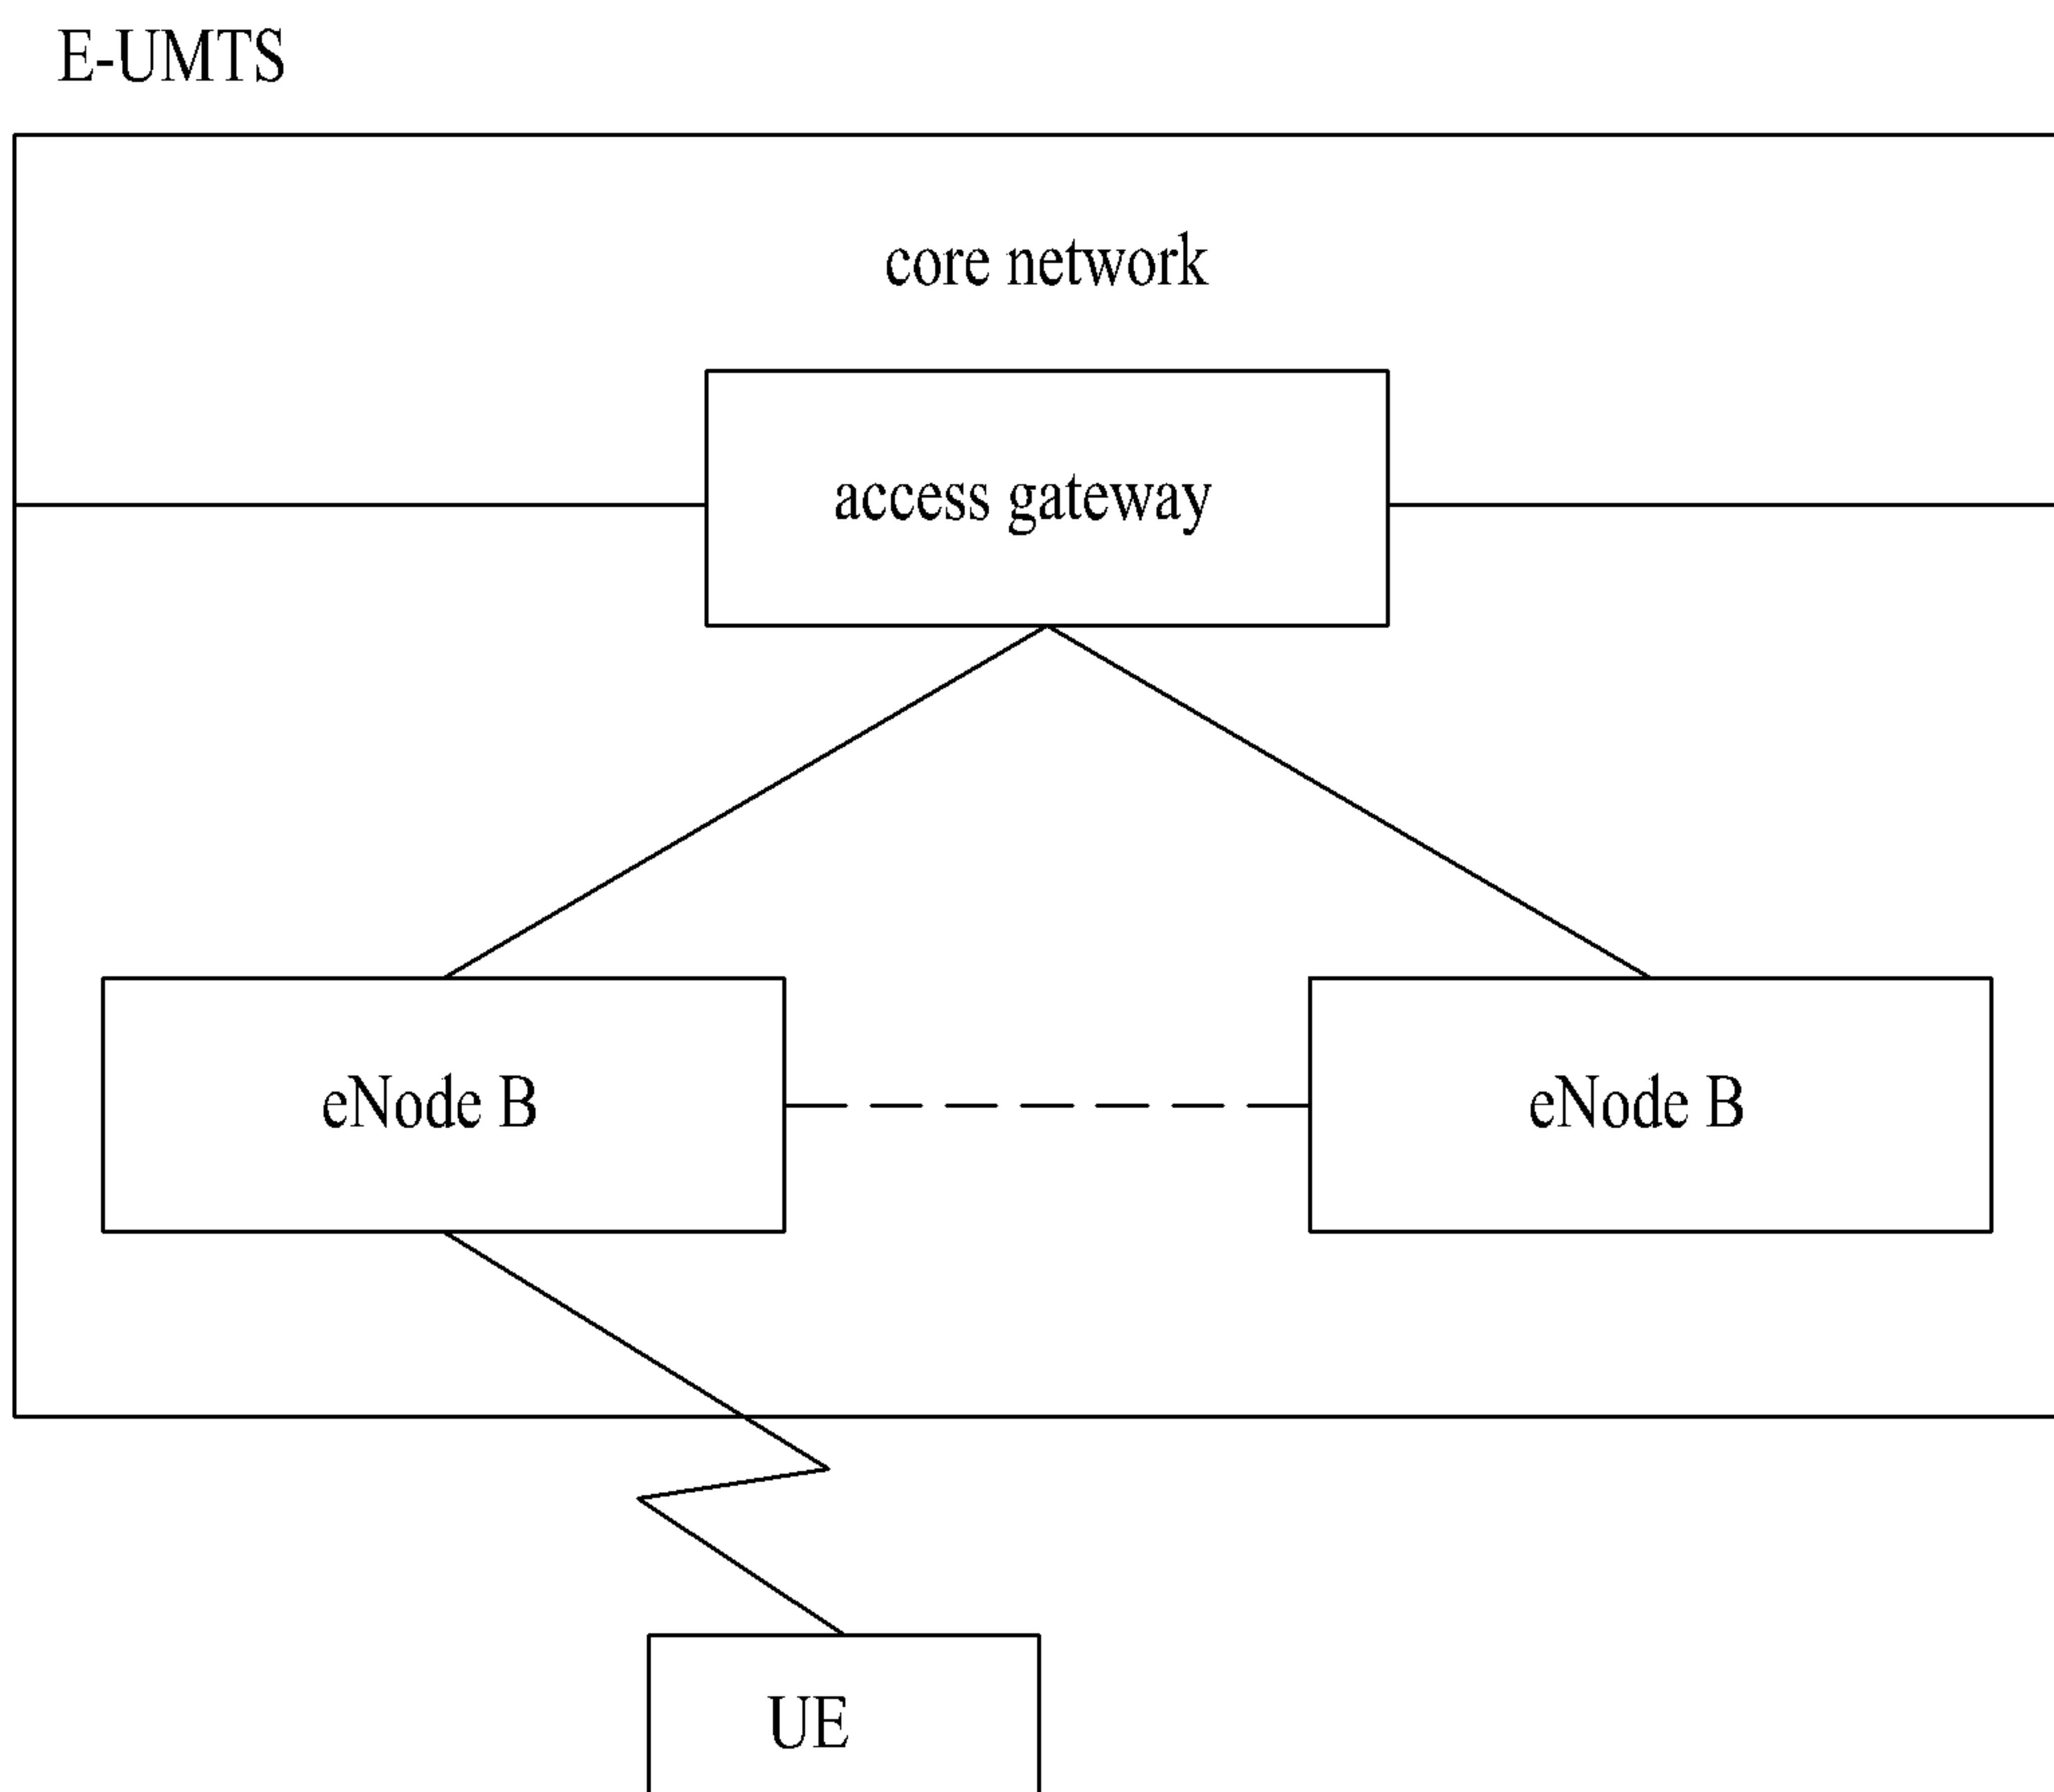 E-UMTS
core network
access gateway
eNode B
eNode B
UE